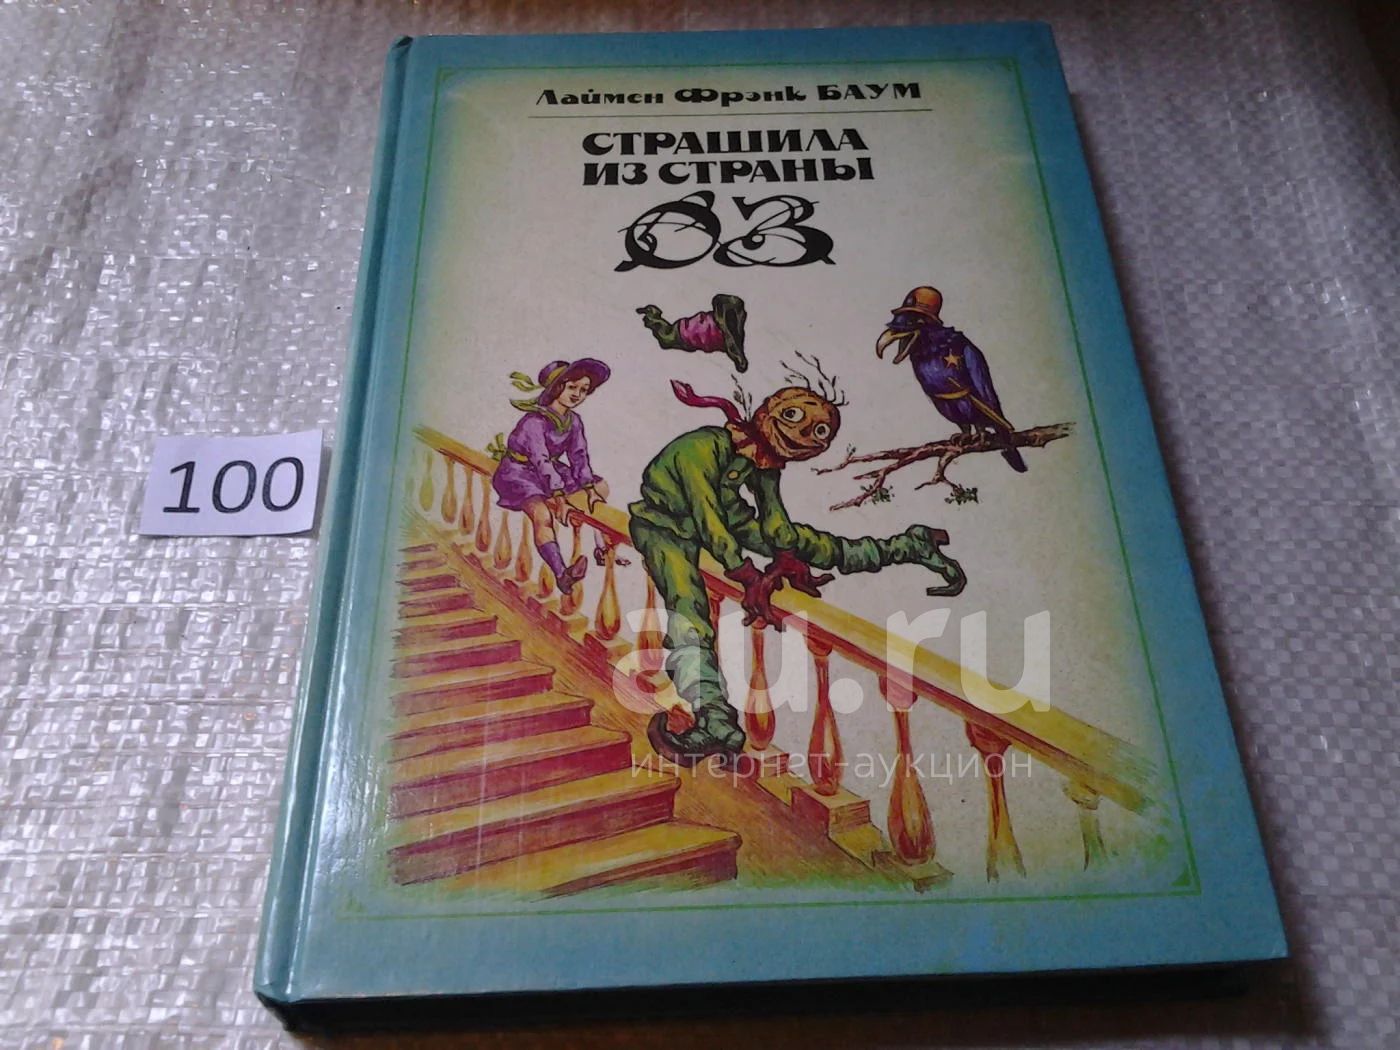 Лаймен Фрэнк БАУМ
СТРАШИЛА
ИЗ СТРАНЫ
ОЗ
100
au.ru
интернет-аукцион